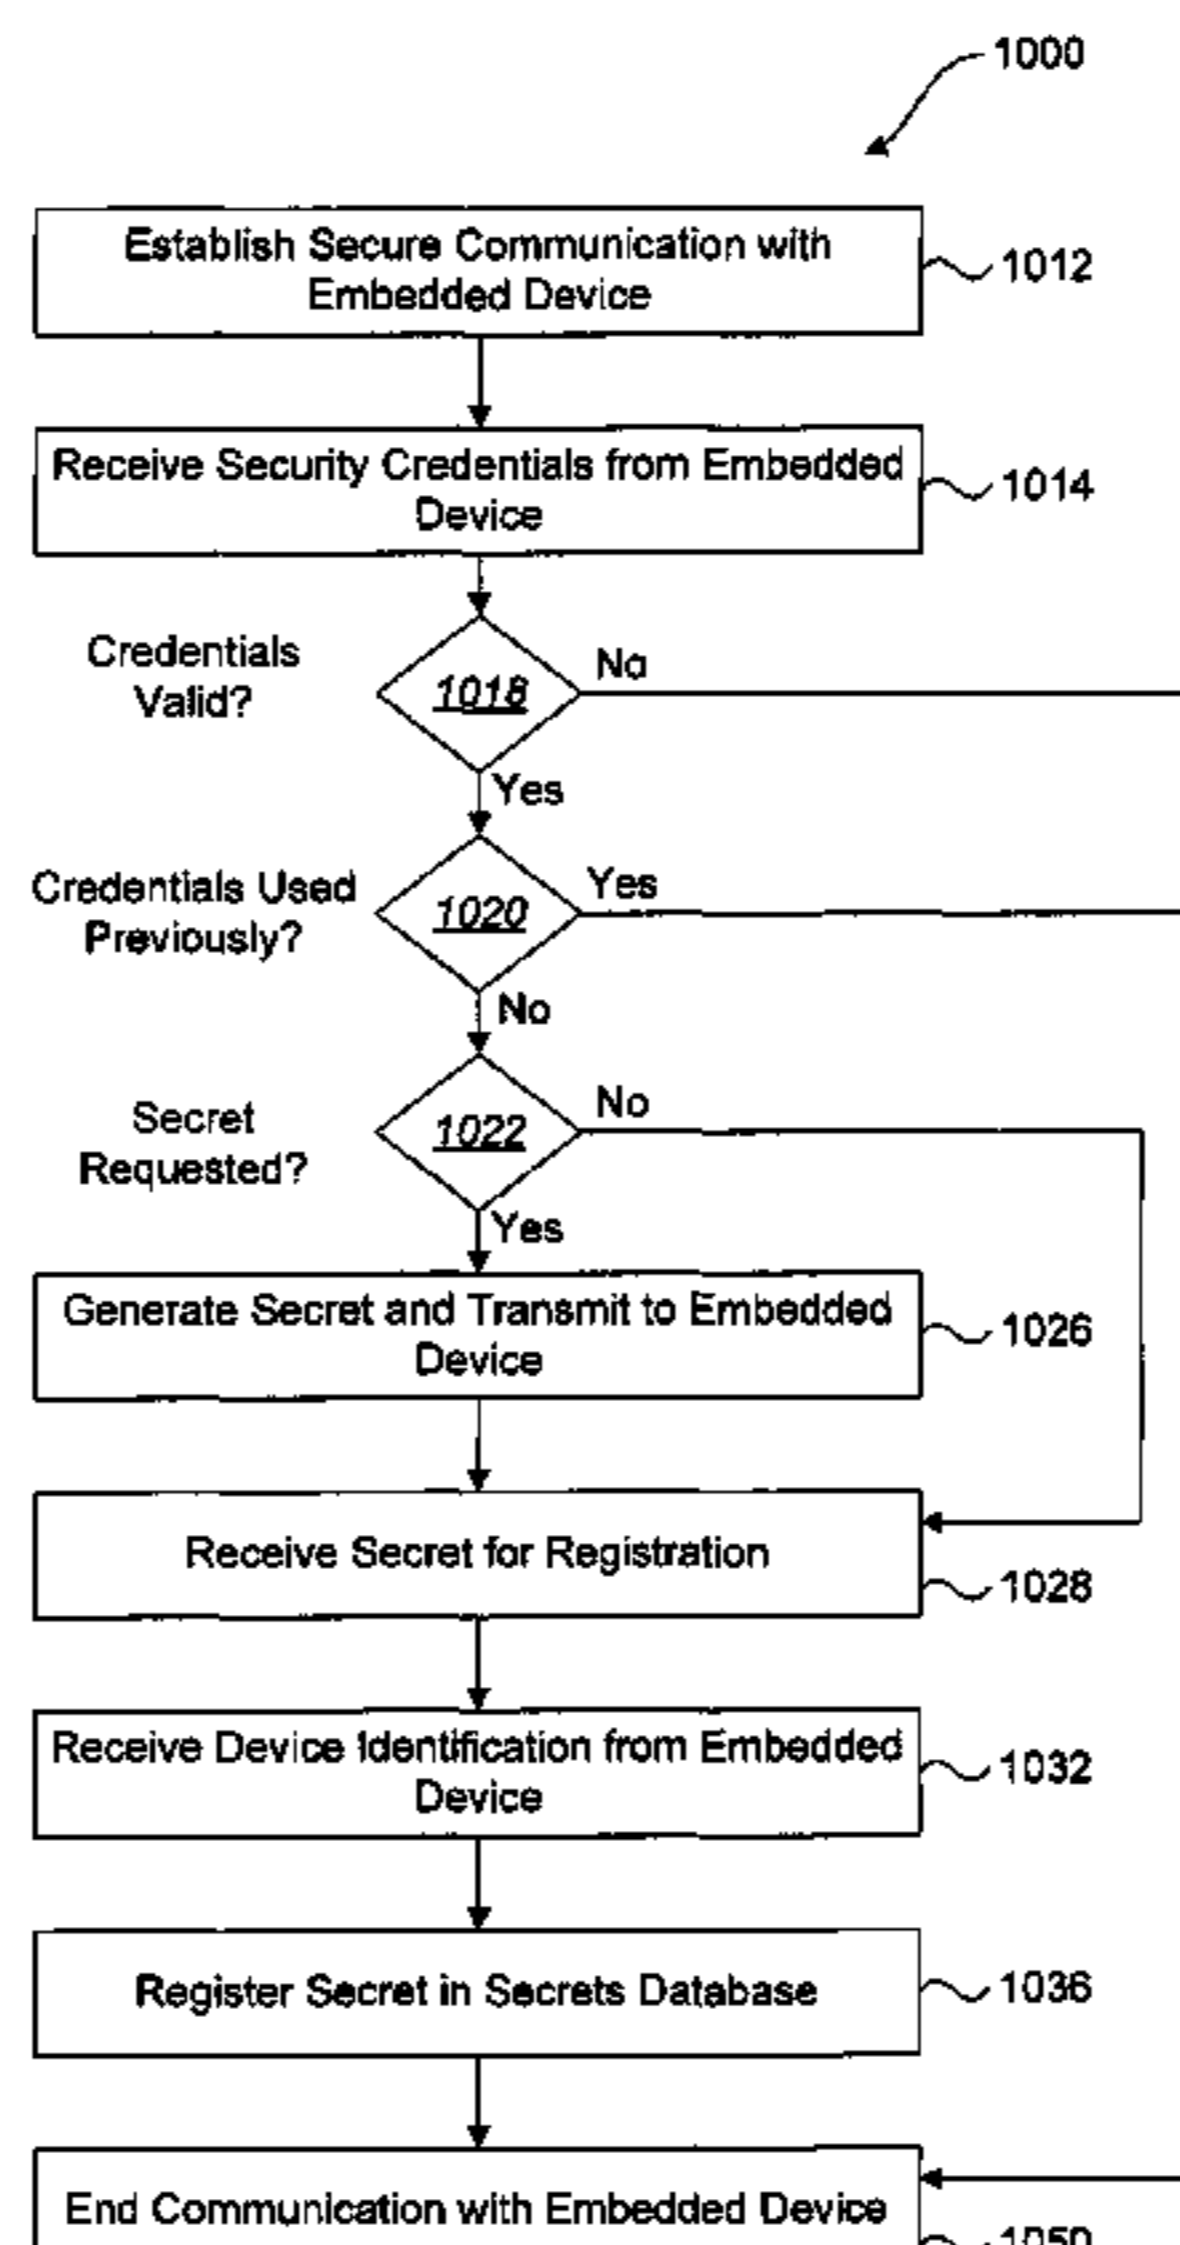 1000
Establish Secure Communication with
Embedded Device
1012
Receive Security Credentials from Embedded
Device
1014
Credentials
Valid?
1018
No
Yes
Credentials Used
Previously?
1020
Yes
No
Secret
Requested?
1022
No
Yes
Generate Secret and Transmit to Embedded
Device
1026
Receive Secret for Registration
1028
Receive Device Identification from Embedded
Device
1032
Register Secret in Secrets Database
1036
End Communication with Embedded Device
1050